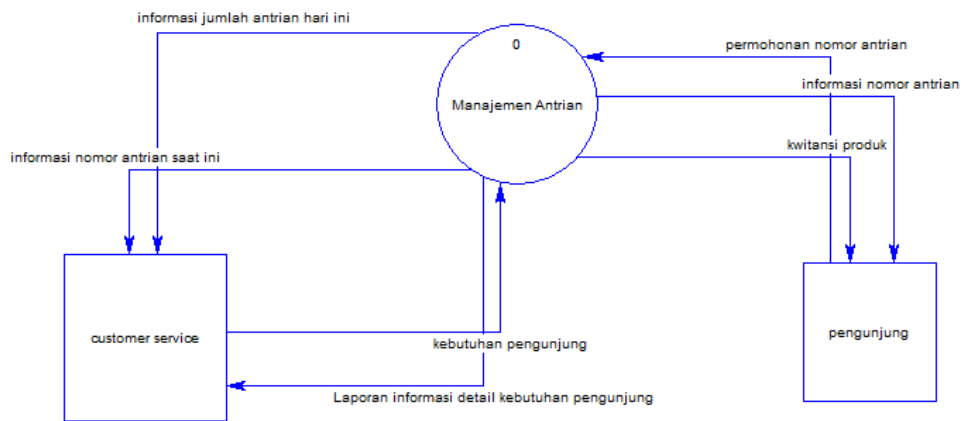 informasi jumlah antrian hari ini
0
permohonan nomor antrian
informasi nomor antrian
Manajemen Antrian
kwitansi produk
informasi nomor antrian saat ini
customer service
pengunjung
kebutuhan pengunjung
Laporan informasi detail kebutuhan pengunjung